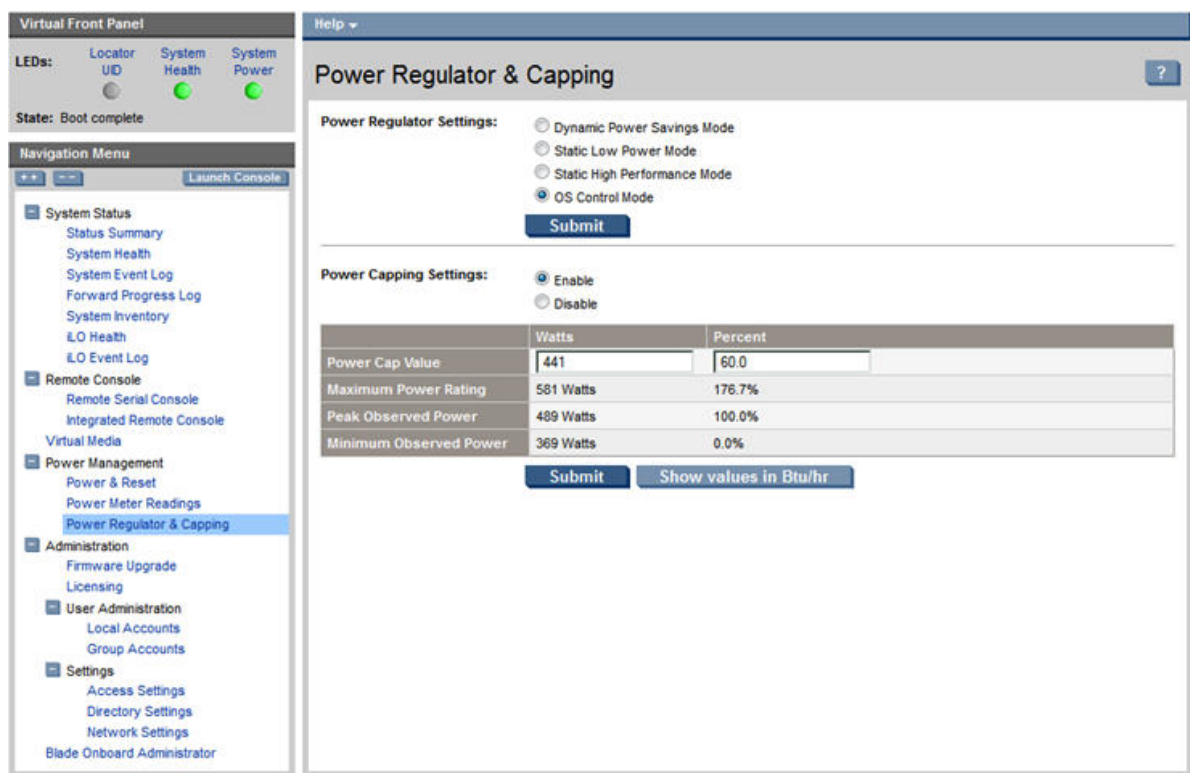 Virtual Front Panel
LEDs:
Locator UID
System Health
System Power
State: Boot complete
Navigation Menu
++
--
Launch Console
System Status
Status Summary
System Health
System Event Log
Forward Progress Log
System Inventory
iLO Health
iLO Event Log
Remote Console
Remote Serial Console
Integrated Remote Console
Virtual Media
Power Management
Power & Reset
Power Meter Readings
Power Regulator & Capping
Administration
Firmware Upgrade
Licensing
User Administration
Local Accounts
Group Accounts
Settings
Access Settings
Directory Settings
Network Settings
Blade Onboard Administrator
Help
Power Regulator & Capping
?
Power Regulator Settings:
Dynamic Power Savings Mode
Static Low Power Mode
Static High Performance Mode
OS Control Mode
Submit
Power Capping Settings:
Enable
Disable
Watts Percent
Power Cap Value 441 60.0
Maximum Power Rating 581 Watts 176.7%
Peak Observed Power 489 Watts 100.0%
Minimum Observed Power 369 Watts 0.0%
Submit
Show values in Btu/hr